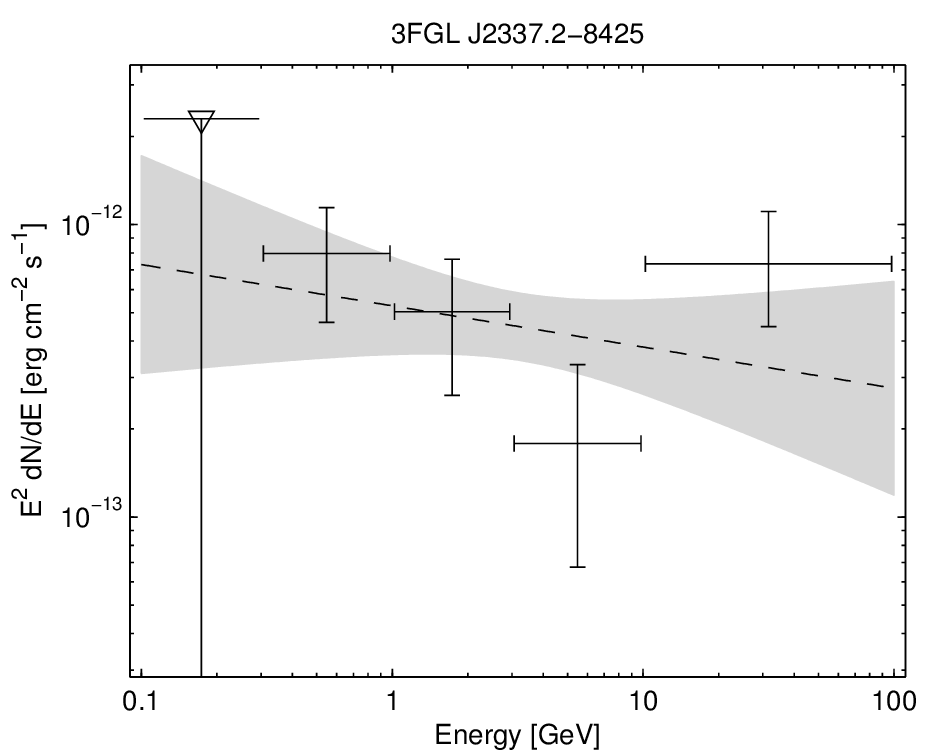 3FGL J2337.2−8425
E² dN/dE [erg cm⁻² s⁻¹]
10⁻¹²
10⁻¹³
0.1 1 10 100
Energy [GeV]